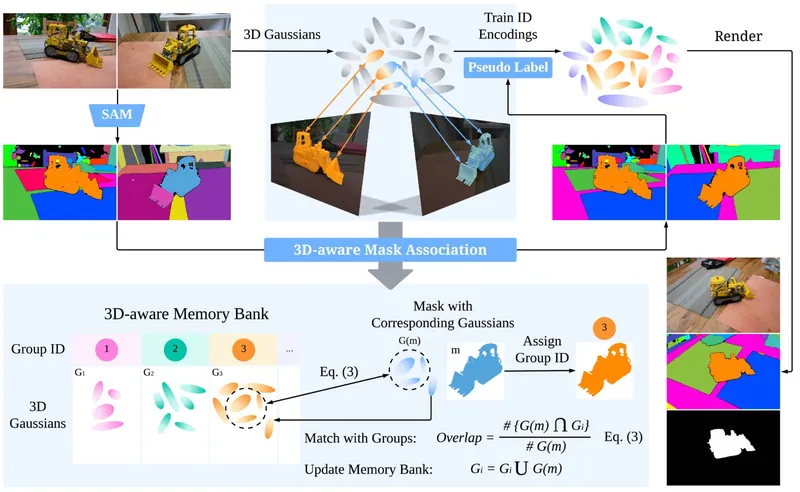 3D Gaussians
Train ID
Encodings
Pseudo Label
Render
SAM
3D-aware Mask Association
3D-aware Memory Bank
Mask with
Corresponding Gaussians
Group ID
1
2
3
...
G1
G2
G3
3D
Gaussians
Eq. (3)
G(m)
m
Assign
Group ID
3
Match with Groups: Overlap = # {G(m) ⋂ Gi} / # G(m) Eq. (3)
Update Memory Bank: Gi = Gi ⋃ G(m)